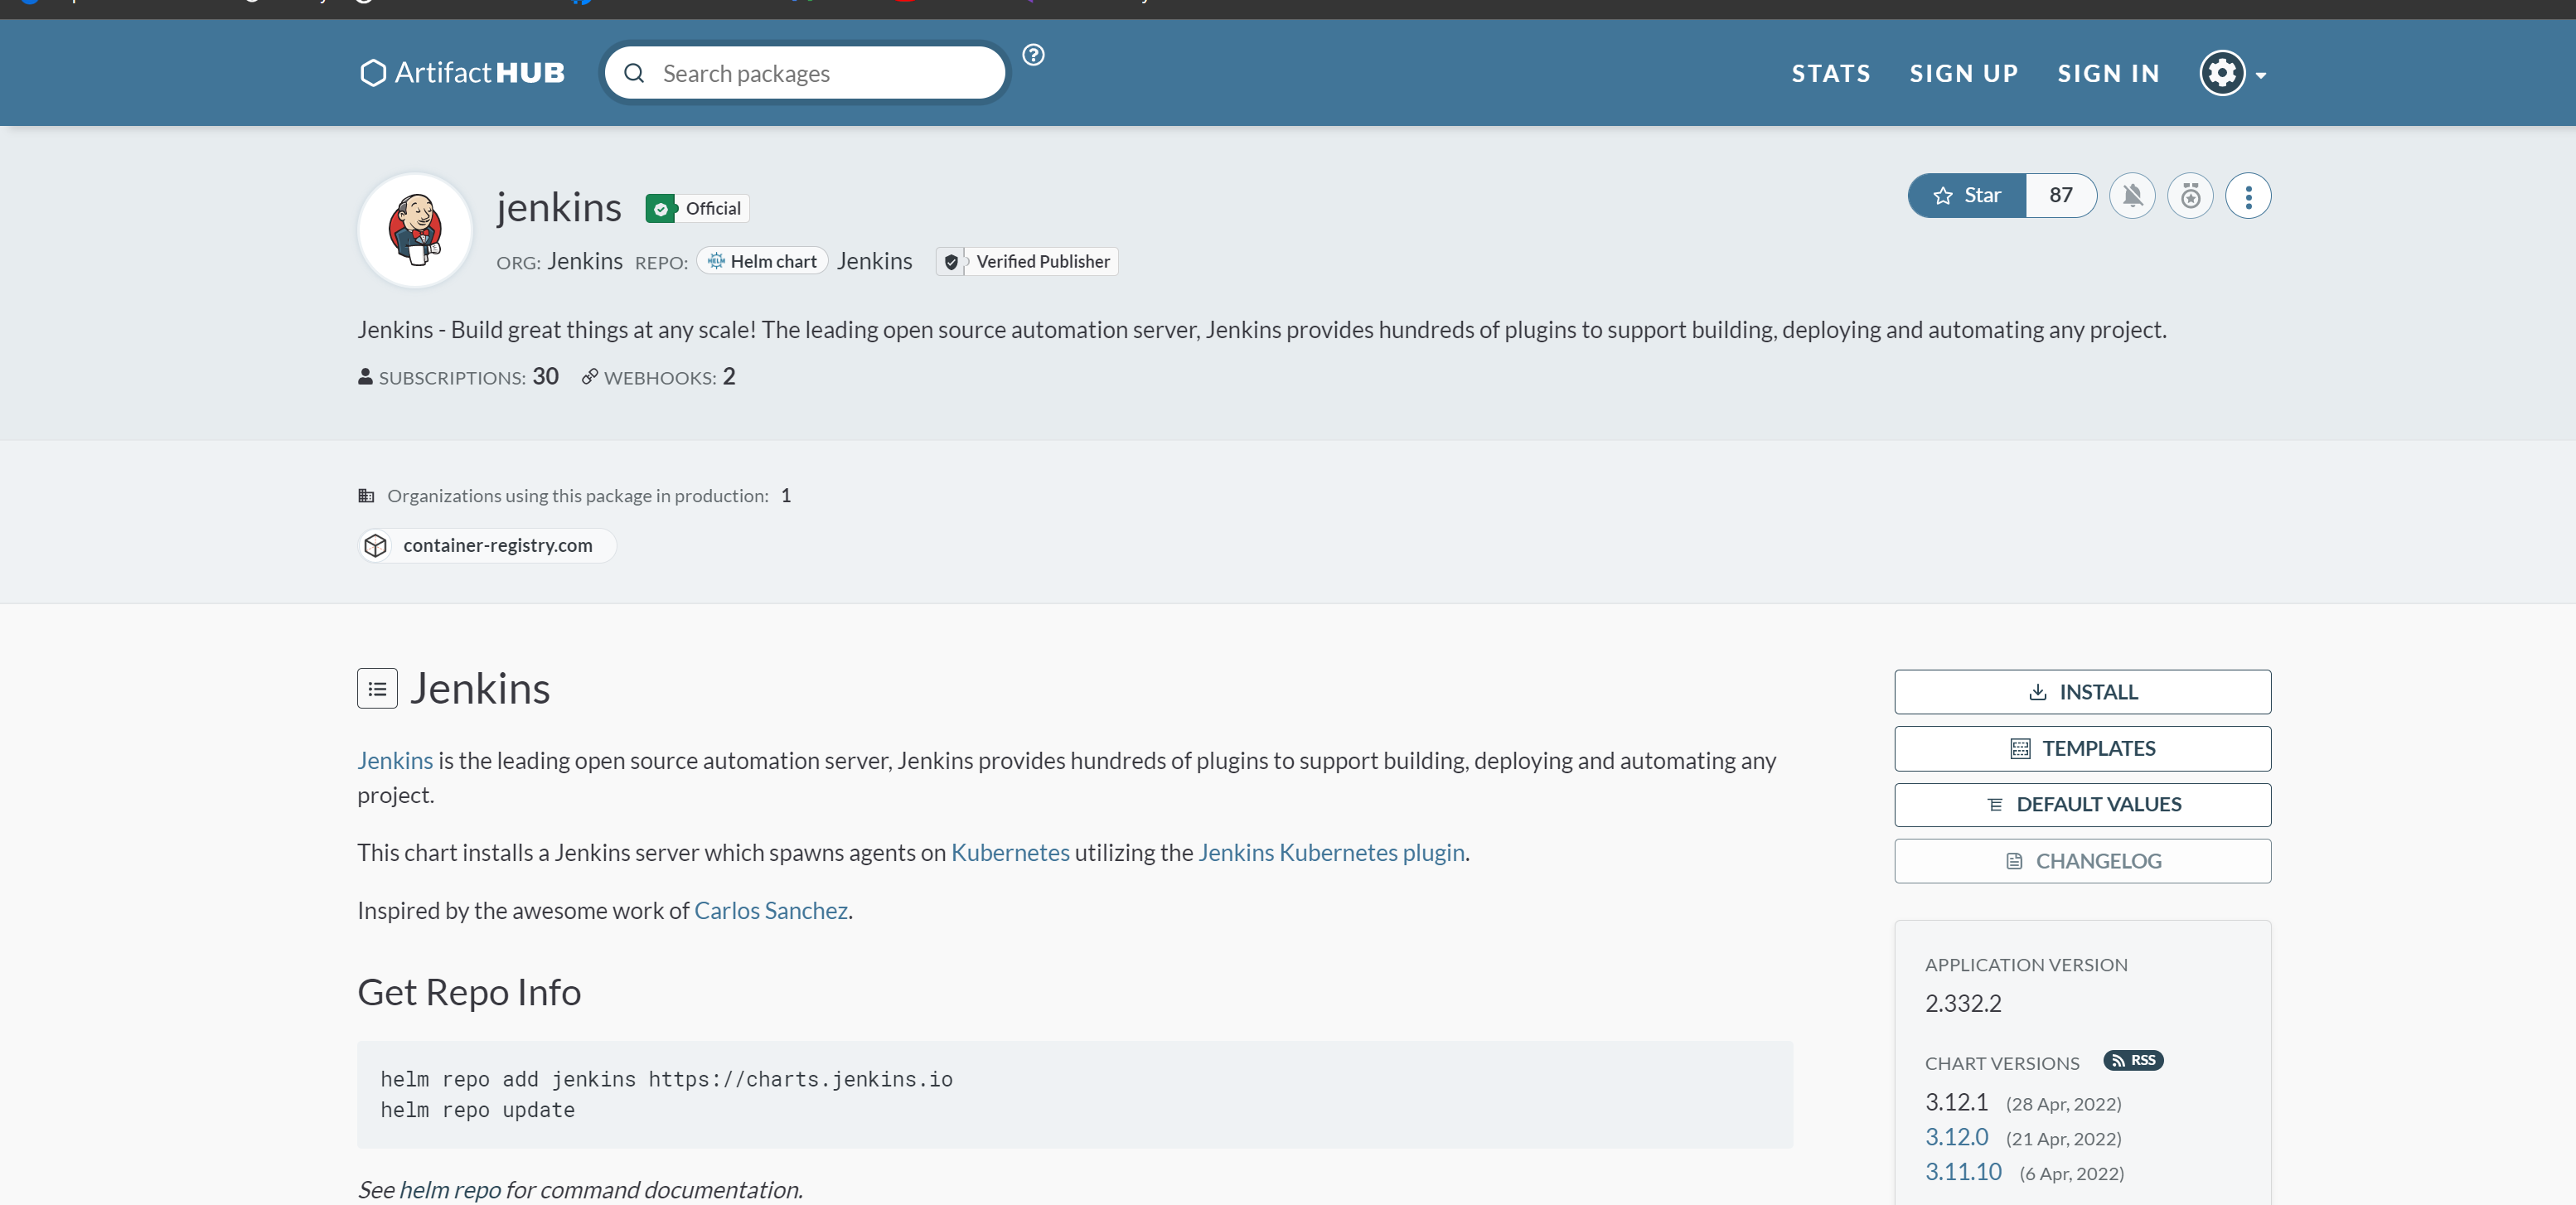 ArtifactHUB
Search packages
STATS SIGN UP SIGN IN
jenkins Official
Star 87
ORG: Jenkins REPO: HELM Helm chart Jenkins Verified Publisher
Jenkins - Build great things at any scale! The leading open source automation server, Jenkins provides hundreds of plugins to support building, deploying and automating any project.
SUBSCRIPTIONS: 30 WEBHOOKS: 2
Organizations using this package in production: 1
container-registry.com
Jenkins
Jenkins is the leading open source automation server, Jenkins provides hundreds of plugins to support building, deploying and automating any
project.
This chart installs a Jenkins server which spawns agents on Kubernetes utilizing the Jenkins Kubernetes plugin.
Inspired by the awesome work of Carlos Sanchez.
Get Repo Info
helm repo add jenkins https://charts.jenkins.io
helm repo update
See helm repo for command documentation.
INSTALL
TEMPLATES
DEFAULT VALUES
CHANGELOG
APPLICATION VERSION
2.332.2
CHART VERSIONS RSS
3.12.1 (28 Apr, 2022)
3.12.0 (21 Apr, 2022)
3.11.10 (6 Apr, 2022)